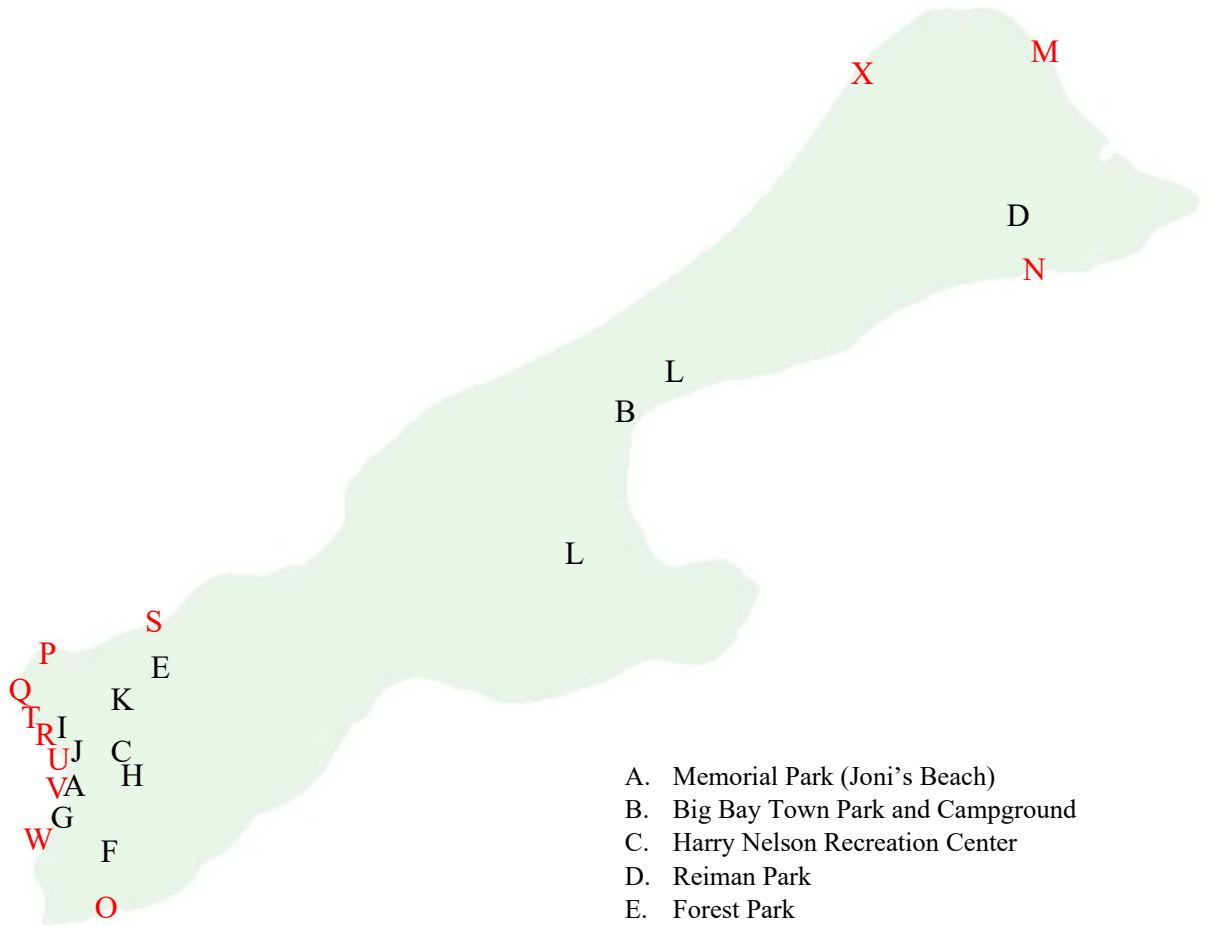 M
X
D
N
L
B
L
S
P
E
Q
K
T
I
R
J
C
U
H
A. Memorial Park (Joni’s Beach)
V
A
B. Big Bay Town Park and Campground
G
W
C. Harry Nelson Recreation Center
F
D. Reiman Park
O
E. Forest Park